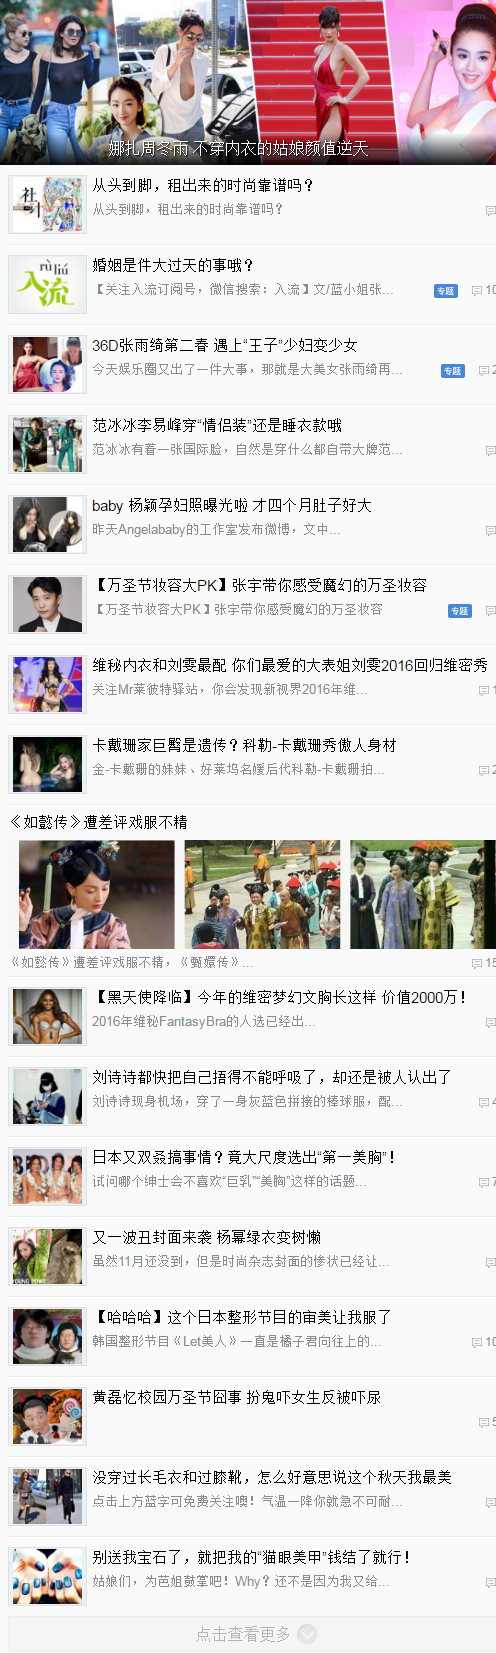 娜扎周冬雨 不穿内衣的姑娘颜值逆天
社
计
从头到脚，租出来的时尚靠谱吗？
从头到脚，租出来的时尚靠谱吗？
rù liú
入流
婚姻是件大过天的事哦？
【关注入流订阅号，微信搜索：入流】文/蓝小姐张...
专题
10
36D张雨绮第二春 遇上“王子”少妇变少女
今天娱乐圈又出了一件大事，那就是大美女张雨绮再...
专题
2
范冰冰李易峰穿“情侣装”还是睡衣款哦
范冰冰有着一张国际脸，自然是穿什么都自带大牌范...
baby 杨颖孕妇照曝光啦 才四个月肚子好大
昨天Angelababy的工作室发布微博，文中...
【万圣节妆容大PK】张宇带你感受魔幻的万圣妆容
【万圣节妆容大PK】张宇带你感受魔幻的万圣妆容
专题
维秘内衣和刘雯最配 你们最爱的大表姐刘雯2016回归维密秀
关注Mr莱彼特驿站，你会发现新视界2016年维...
1
卡戴珊家巨臀是遗传？科勒-卡戴珊秀傲人身材
金-卡戴珊的妹妹、好莱坞名媛后代科勒-卡戴珊拍...
2
《如懿传》遭差评戏服不精
《如懿传》遭差评戏服不精，《甄嬛传》...
15
【黑天使降临】今年的维密梦幻文胸长这样 价值2000万！
2016年维秘FantasyBra的人选已经出...
刘诗诗都快把自己捂得不能呼吸了，却还是被人认出了
刘诗诗现身机场，穿了一身灰蓝色拼接的棒球服，配...
4
日本又双叒搞事情？竟大尺度选出“第一美胸”！
试问哪个绅士会不喜欢“巨乳”“美胸”这样的话题...
7
又一波丑封面来袭 杨幂绿衣变树懒
虽然11月还没到，但是时尚杂志封面的惨状已经让...
【哈哈哈】这个日本整形节目的审美让我服了
韩国整形节目《Let美人》一直是橘子君向往上的...
10
黄磊忆校园万圣节囧事 扮鬼吓女生反被吓尿
5
没穿过长毛衣和过膝靴，怎么好意思说这个秋天我最美
点击上方蓝字可免费关注噢！气温一降你就急不可耐...
别送我宝石了，就把我的“猫眼美甲”钱结了就行！
姑娘们，为芭姐鼓掌吧！Why？还不是因为我又给...
点击查看更多